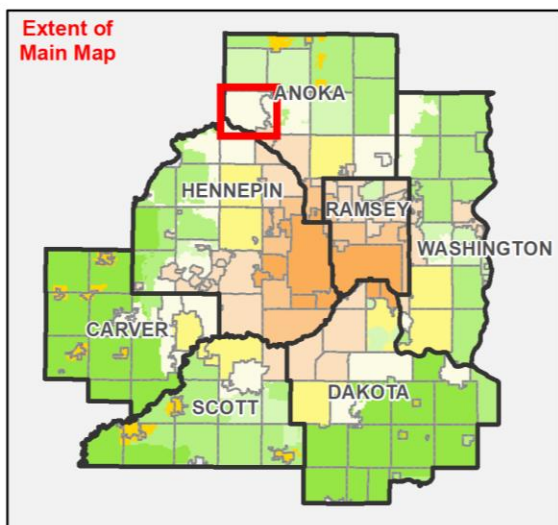 Extent of
Main Map
ANOKA
HENNEPIN
RAMSEY
WASHINGTON
CARVER
SCOTT
DAKOTA